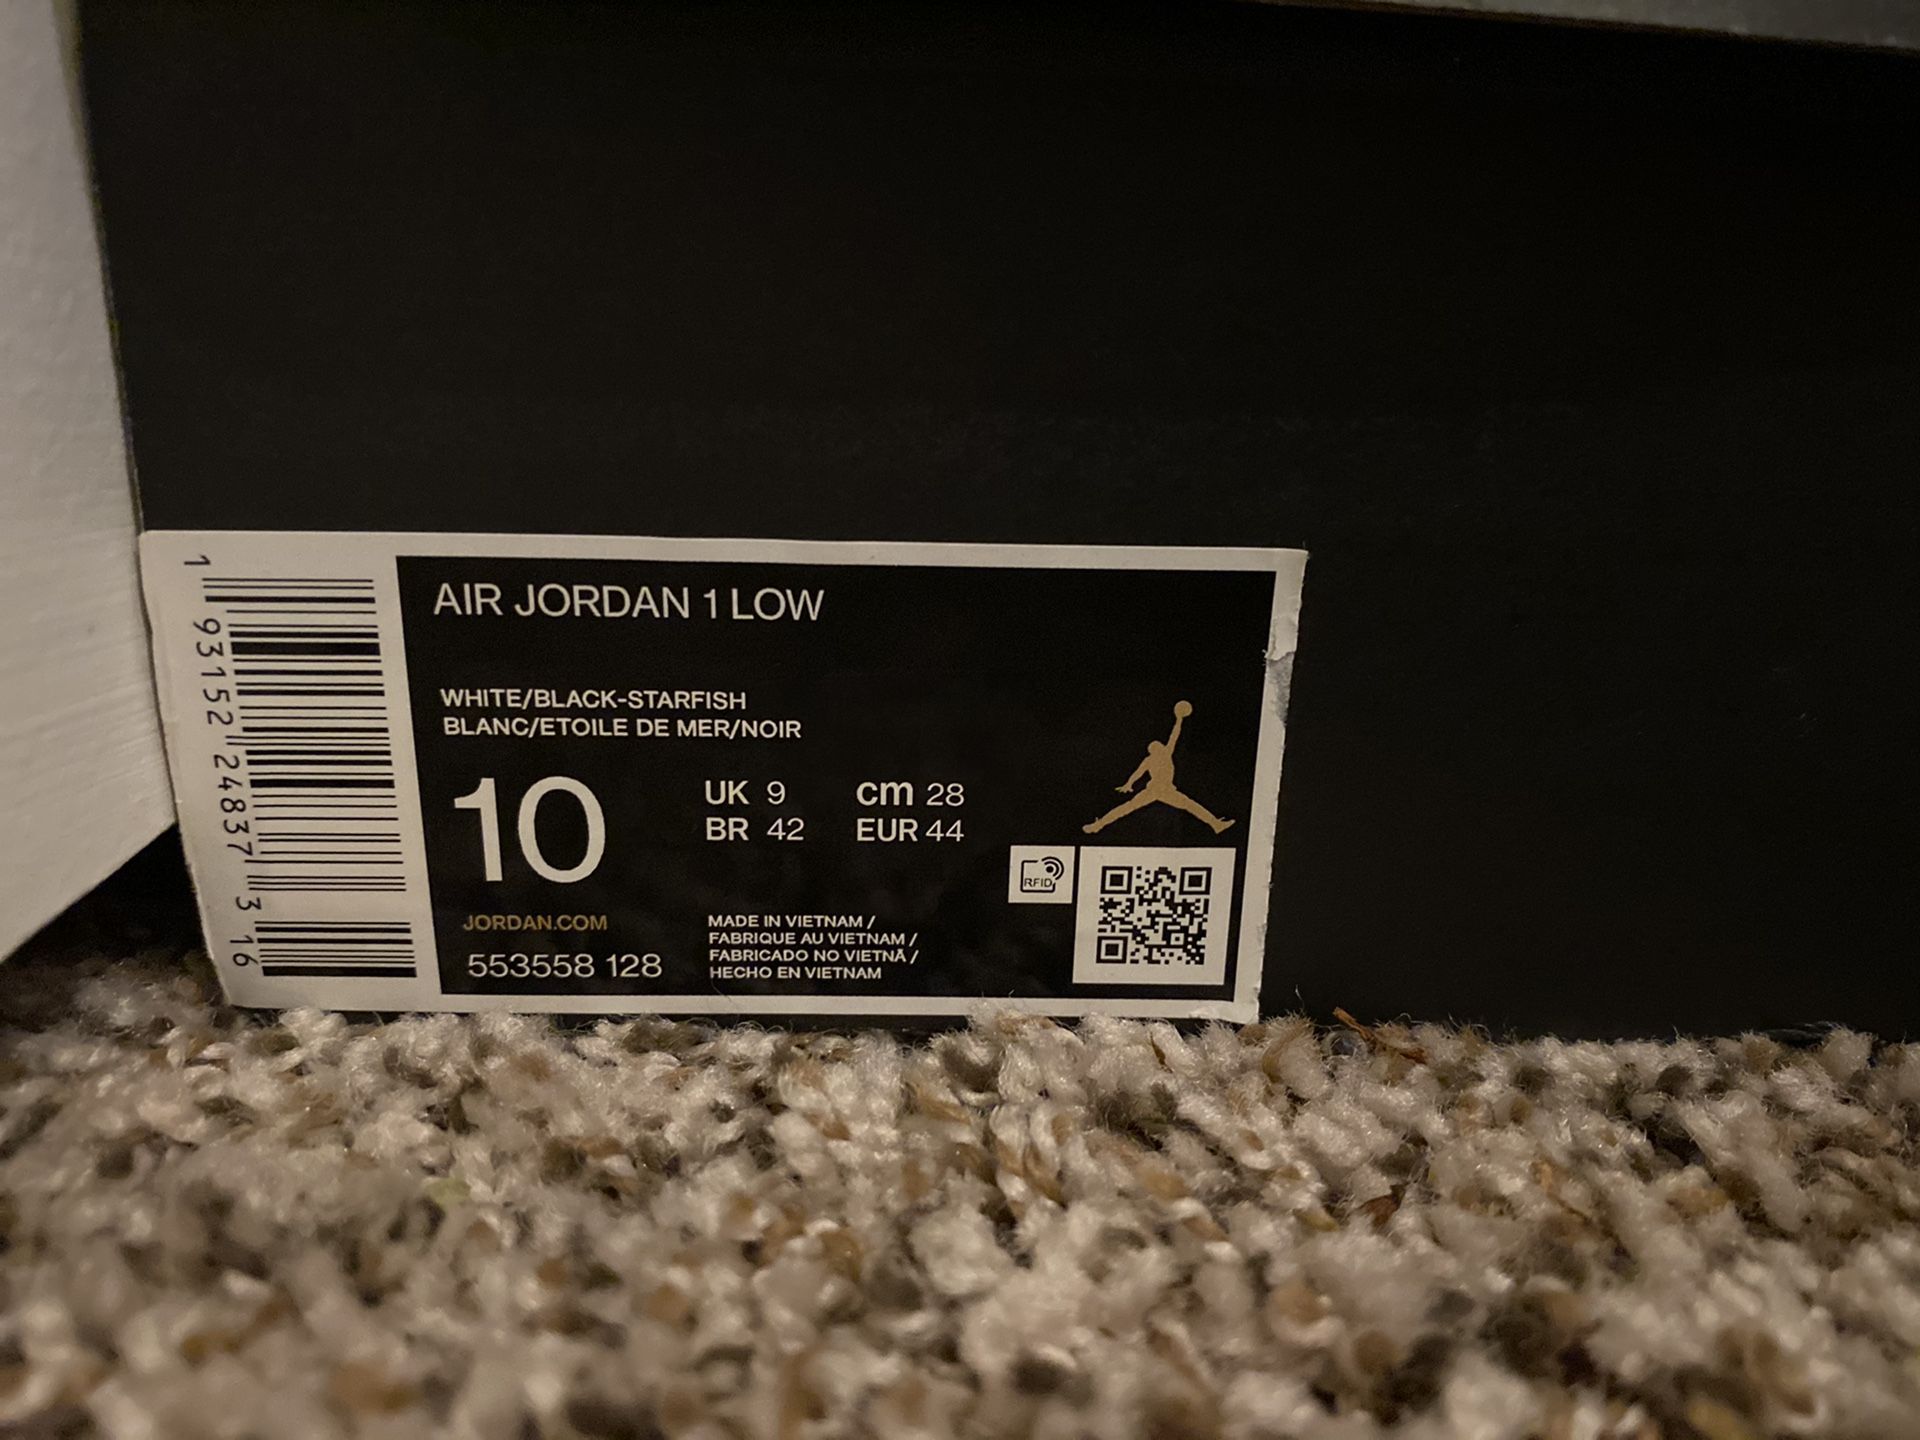 AIR JORDAN 1 LOW
WHITE/BLACK-STARFISH
BLANC/ETOILE DE MER/NOIR
10
UK 9
cm 28
BR 42
EUR 44
RFID
JORDAN.COM
553558 128
MADE IN VIETNAM /
FABRIQUE AU VIETNAM /
FABRICADO NO VIETNÃ /
HECHO EN VIETNAM
1 93152 24837 3 16